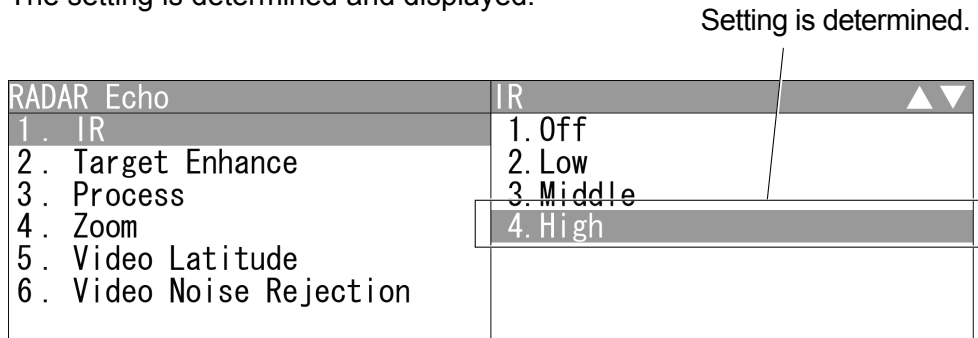 The setting is determined and displayed.
Setting is determined.
RADAR Echo
1. IR
2. Target Enhance
3. Process
4. Zoom
5. Video Latitude
6. Video Noise Rejection
IR ▲▼
1.Off
2.Low
3.Middle
4.High